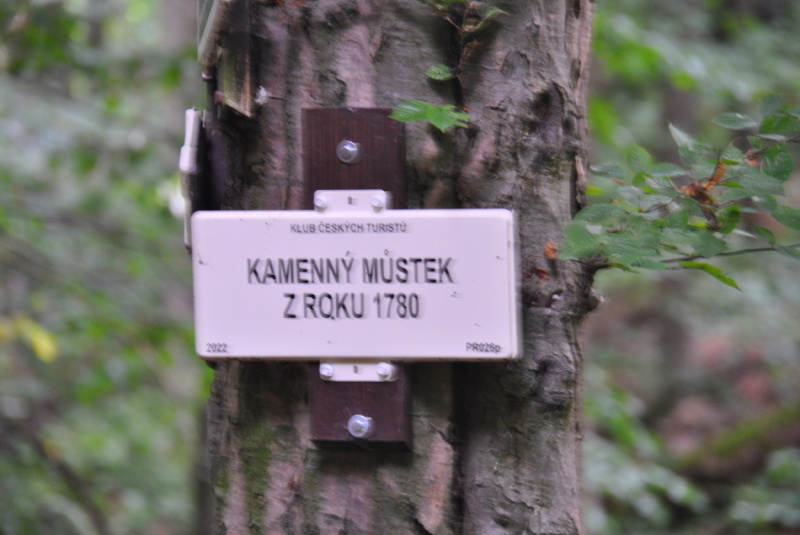 KLUB ČESKÝCH TURISTŮ
KAMENNÝ MŮSTEK
Z ROKU 1780
2022 PR026p